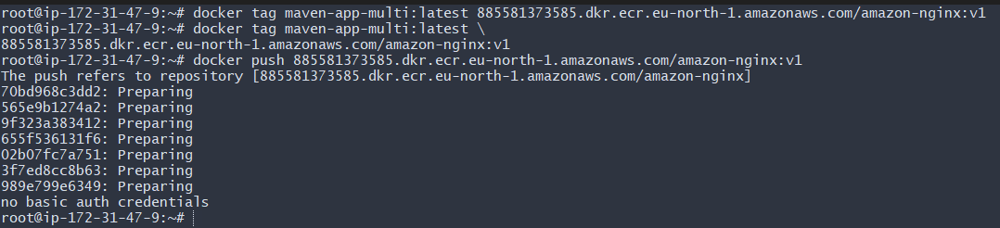 root@ip-172-31-47-9:~# docker tag maven-app-multi:latest 885581373585.dkr.ecr.eu-north-1.amazonaws.com/amazon-nginx:v1
root@ip-172-31-47-9:~# docker tag maven-app-multi:latest \
885581373585.dkr.ecr.eu-north-1.amazonaws.com/amazon-nginx:v1
root@ip-172-31-47-9:~# docker push 885581373585.dkr.ecr.eu-north-1.amazonaws.com/amazon-nginx:v1
The push refers to repository [885581373585.dkr.ecr.eu-north-1.amazonaws.com/amazon-nginx]
70bd968c3dd2: Preparing
565e9b1274a2: Preparing
9f323a383412: Preparing
655f536131f6: Preparing
02b07fc7a751: Preparing
3f7ed8cc8b63: Preparing
989e799e6349: Preparing
no basic auth credentials
root@ip-172-31-47-9:~#